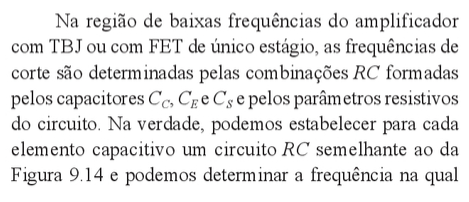 Na região de baixas frequências do amplificador
com TBJ ou com FET de único estágio, as frequências de
corte são determinadas pelas combinações RC formadas
pelos capacitores C_C, C_E e C_S e pelos parâmetros resistivos
do circuito. Na verdade, podemos estabelecer para cada
elemento capacitivo um circuito RC semelhante ao da
Figura 9.14 e podemos determinar a frequência na qual